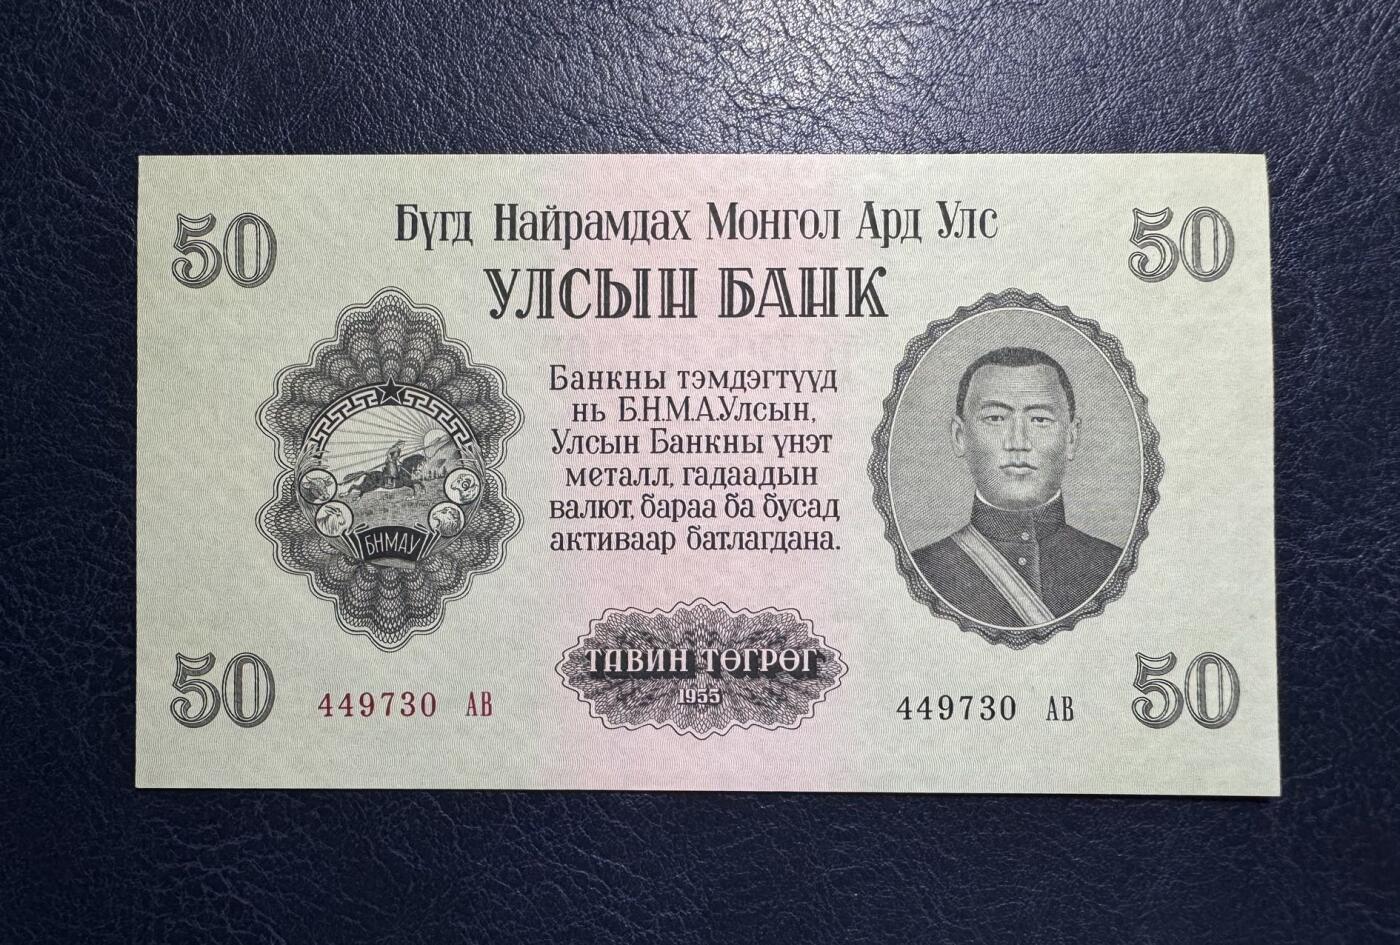 50
Бүгд Найрамдах Монгол Ард Улс
50
УЛСЫН БАНК
Банкны тэмдэгтүүд
нь Б.Н.М.А.Улсын,
Улсын Банкны үнэт
металл, гадаадын
валют, бараа ба бусад
активаар батлагдана.
БНМАУ
ТАВИН ТӨГРӨГ
1955
50
449730 АВ
449730 АВ
50